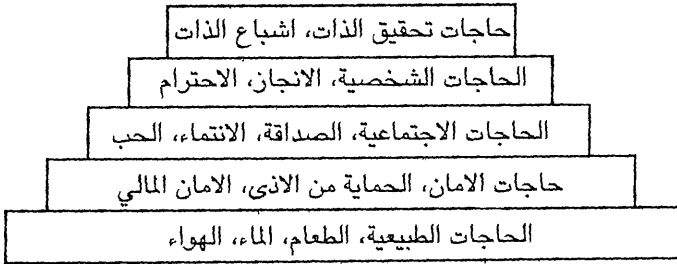 حاجات تحقيق الذات، اشباع الذات
الحاجات الشخصية، الانجاز، الاحترام
الحاجات الاجتماعية، الصداقة، الانتماء، الحب
حاجات الامان، الحماية من الاذى، الامان المالي
الحاجات الطبيعية، الطعام، الماء، الهواء